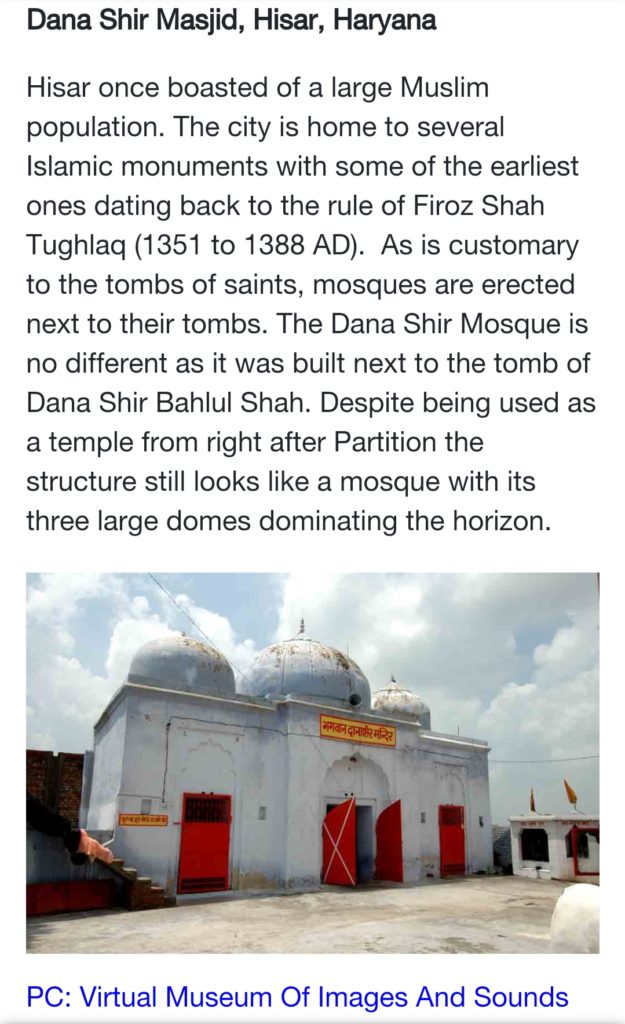 Dana Shir Masjid, Hisar, Haryana
Hisar once boasted of a large Muslim
population. The city is home to several
Islamic monuments with some of the earliest
ones dating back to the rule of Firoz Shah
Tughlaq (1351 to 1388 AD).  As is customary
to the tombs of saints, mosques are erected
next to their tombs. The Dana Shir Mosque is
no different as it was built next to the tomb of
Dana Shir Bahlul Shah. Despite being used as
a temple from right after Partition the
structure still looks like a mosque with its
three large domes dominating the horizon.
भगवान दानाशेर मन्दिर
PC: Virtual Museum Of Images And Sounds